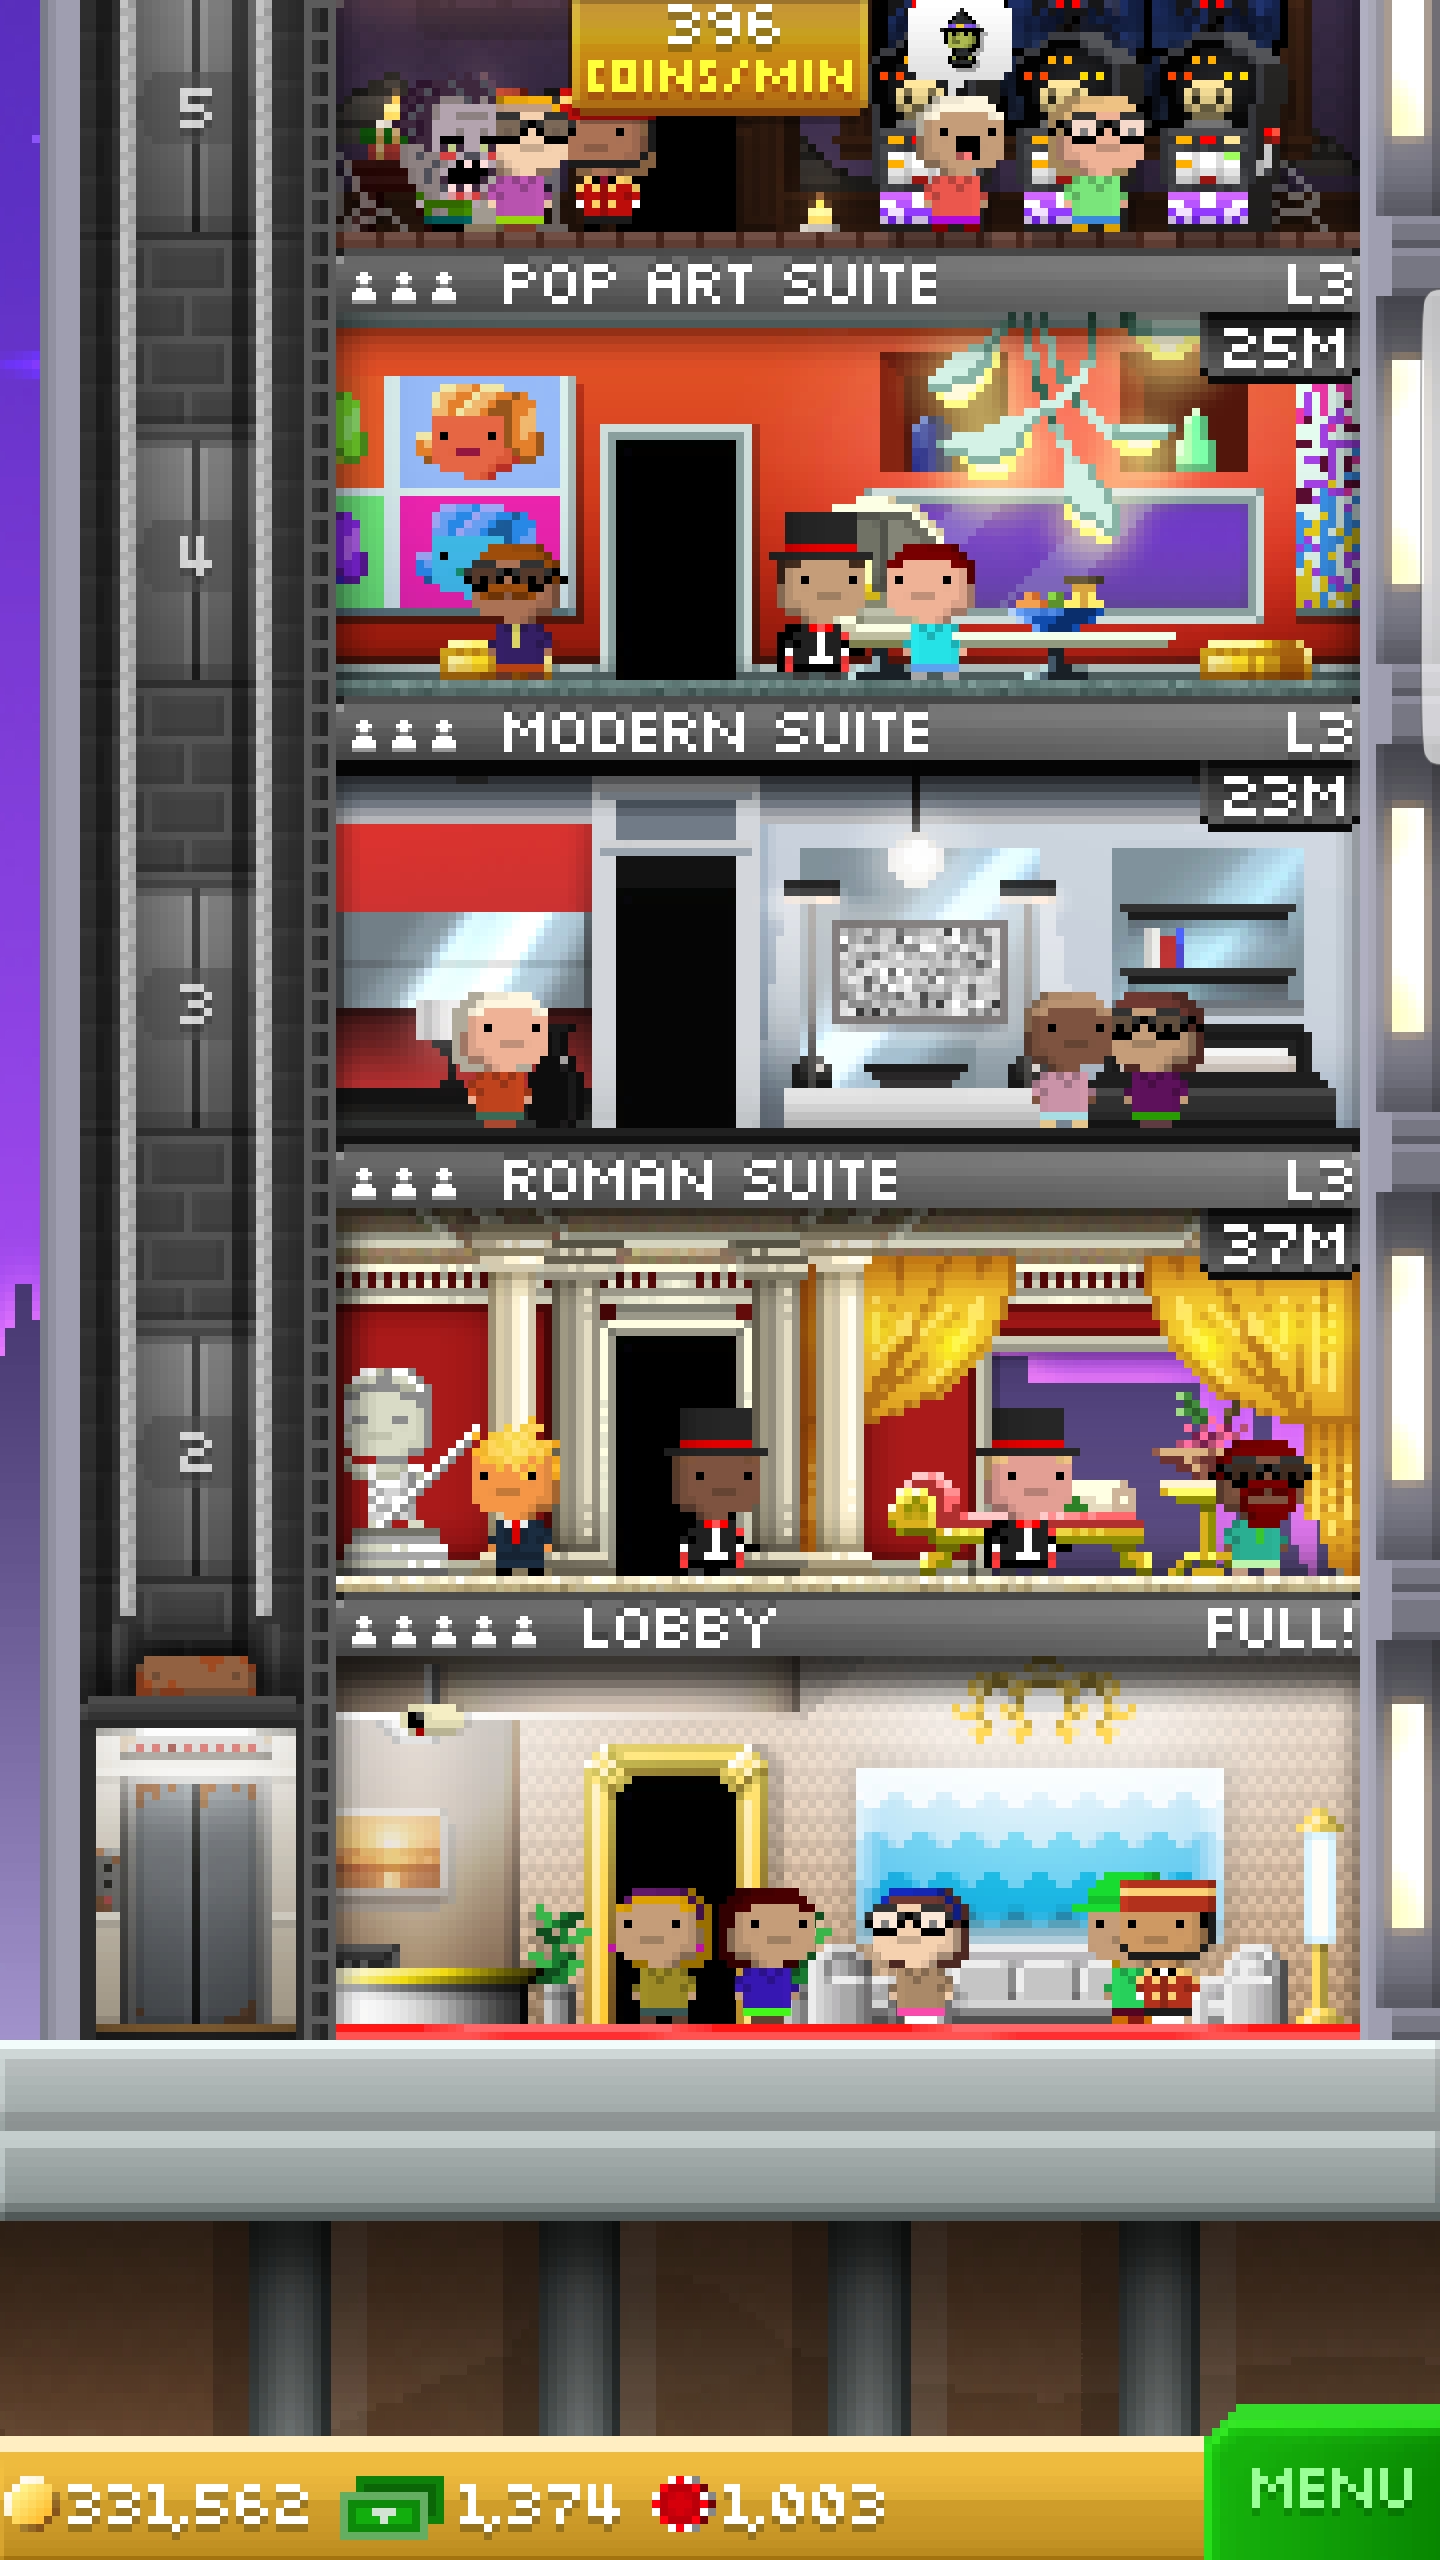 396
COINS/MIN
5
POP ART SUITE L3
25M
4
MODERN SUITE L3
23M
3
ROMAN SUITE L3
37M
2
LOBBY FULL!
331,562 1,374 1,003
MENU